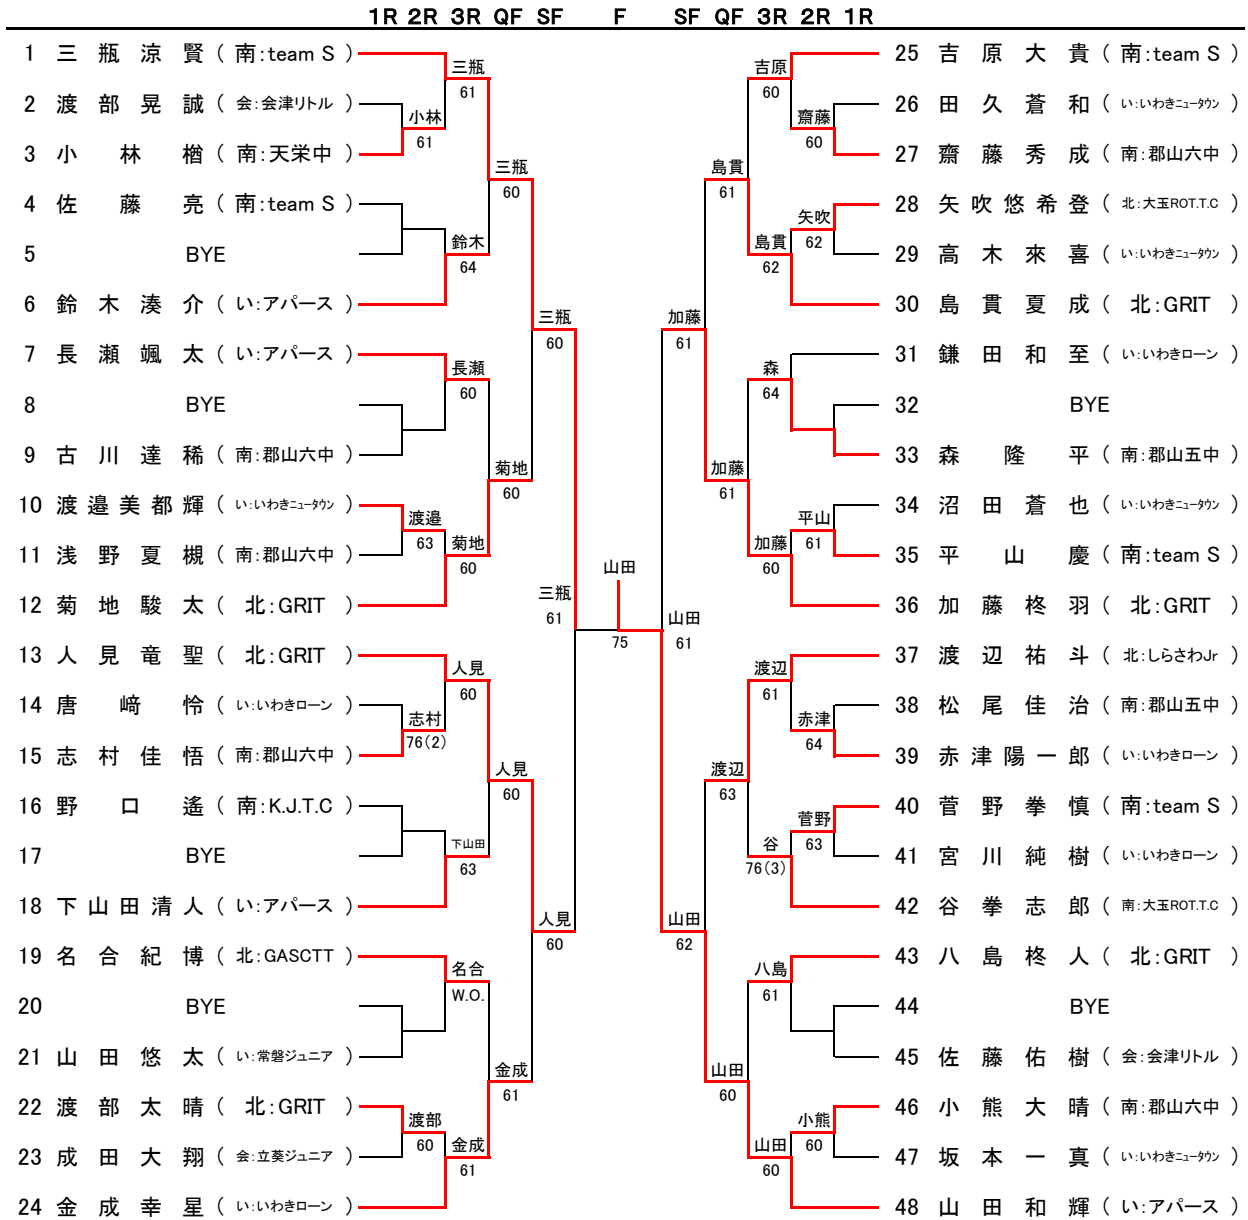 1R 2R 3R QF SF F SF QF 3R 2R 1R
1 三瓶涼賢 ( 南:team S )
2 渡部晃誠 ( 会:会津リトル )
3 小林楢 ( 南:天栄中 )
4 佐藤亮 ( 南:team S )
5 BYE
6 鈴木湊介 ( い:アパース )
7 長瀬颯太 ( い:アパース )
8 BYE
9 古川達稀 ( 南:郡山六中 )
10 渡邉美都輝 ( い:いわきニュータウン )
11 浅野夏槻 ( 南:郡山六中 )
12 菊地駿太 ( 北:GRIT )
13 人見竜聖 ( 北:GRIT )
14 唐﨑怜 ( い:いわきローン )
15 志村佳悟 ( 南:郡山六中 )
16 野口遙 ( 南:K.J.T.C )
17 BYE
18 下山田清人 ( い:アパース )
19 名合紀博 ( 北:GASCTT )
20 BYE
21 山田悠太 ( い:常磐ジュニア )
22 渡部太晴 ( 北:GRIT )
23 成田大翔 ( 会:立葵ジュニア )
24 金成幸星 ( い:いわきローン )
小林
61
渡邉
63
志村
76(2)
渡部
60
三瓶
61
鈴木
64
長瀬
60
菊地
60
人見
60
下山田
63
名合
W.O.
金成
61
三瓶
60
菊地
60
人見
60
金成
61
三瓶
60
人見
60
三瓶
61
山田
75
山田
61
加藤
61
山田
62
島貫
61
加藤
61
渡辺
63
山田
60
吉原
60
島貫
62
森
64
加藤
60
渡辺
61
谷
76(3)
八島
61
山田
60
齋藤
60
矢吹
62
平山
61
赤津
64
菅野
63
小熊
60
25 吉原大貴 ( 南:team S )
26 田久蒼和 ( い:いわきニュータウン )
27 齋藤秀成 ( 南:郡山六中 )
28 矢吹悠希登 ( 北:大玉ROT.T.C )
29 高木來喜 ( い:いわきニュータウン )
30 島貫夏成 ( 北:GRIT )
31 鎌田和至 ( い:いわきローン )
32 BYE
33 森隆平 ( 南:郡山五中 )
34 沼田蒼也 ( い:いわきニュータウン )
35 平山慶 ( 南:team S )
36 加藤柊羽 ( 北:GRIT )
37 渡辺祐斗 ( 北:しらさわJr )
38 松尾佳治 ( 南:郡山五中 )
39 赤津陽一郎 ( い:いわきローン )
40 菅野拳慎 ( 南:team S )
41 宮川純樹 ( い:いわきローン )
42 谷拳志郎 ( 南:大玉ROT.T.C )
43 八島柊人 ( 北:GRIT )
44 BYE
45 佐藤佑樹 ( 会:会津リトル )
46 小熊大晴 ( 南:郡山六中 )
47 坂本一真 ( い:いわきニュータウン )
48 山田和輝 ( い:アパース )